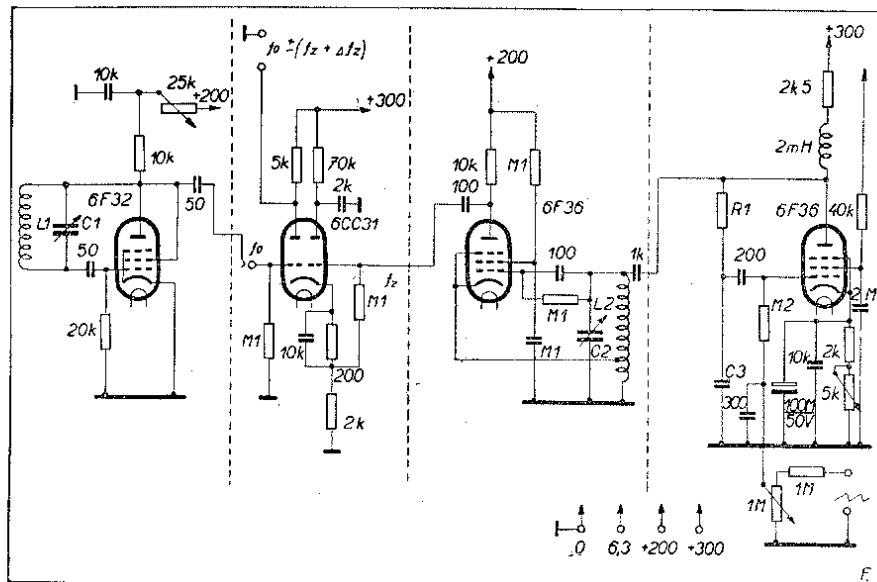 10k
25k
+200
10k
6F32
50
L1
C1
50
20k
f0 ± (fz + Δfz)
+300
5k
70k
2k
6CC31
f0
fz
M1
M1
10k
200
2k
+200
10k
M1
100
6F36
100
1k
M1
L2
C2
M1
+300
2k5
2mH
R1
6F36
40k
200
M2
2M
C3
300
10k
2k
5k
100M
50V
1M
1M
0
6,3
+200
+300